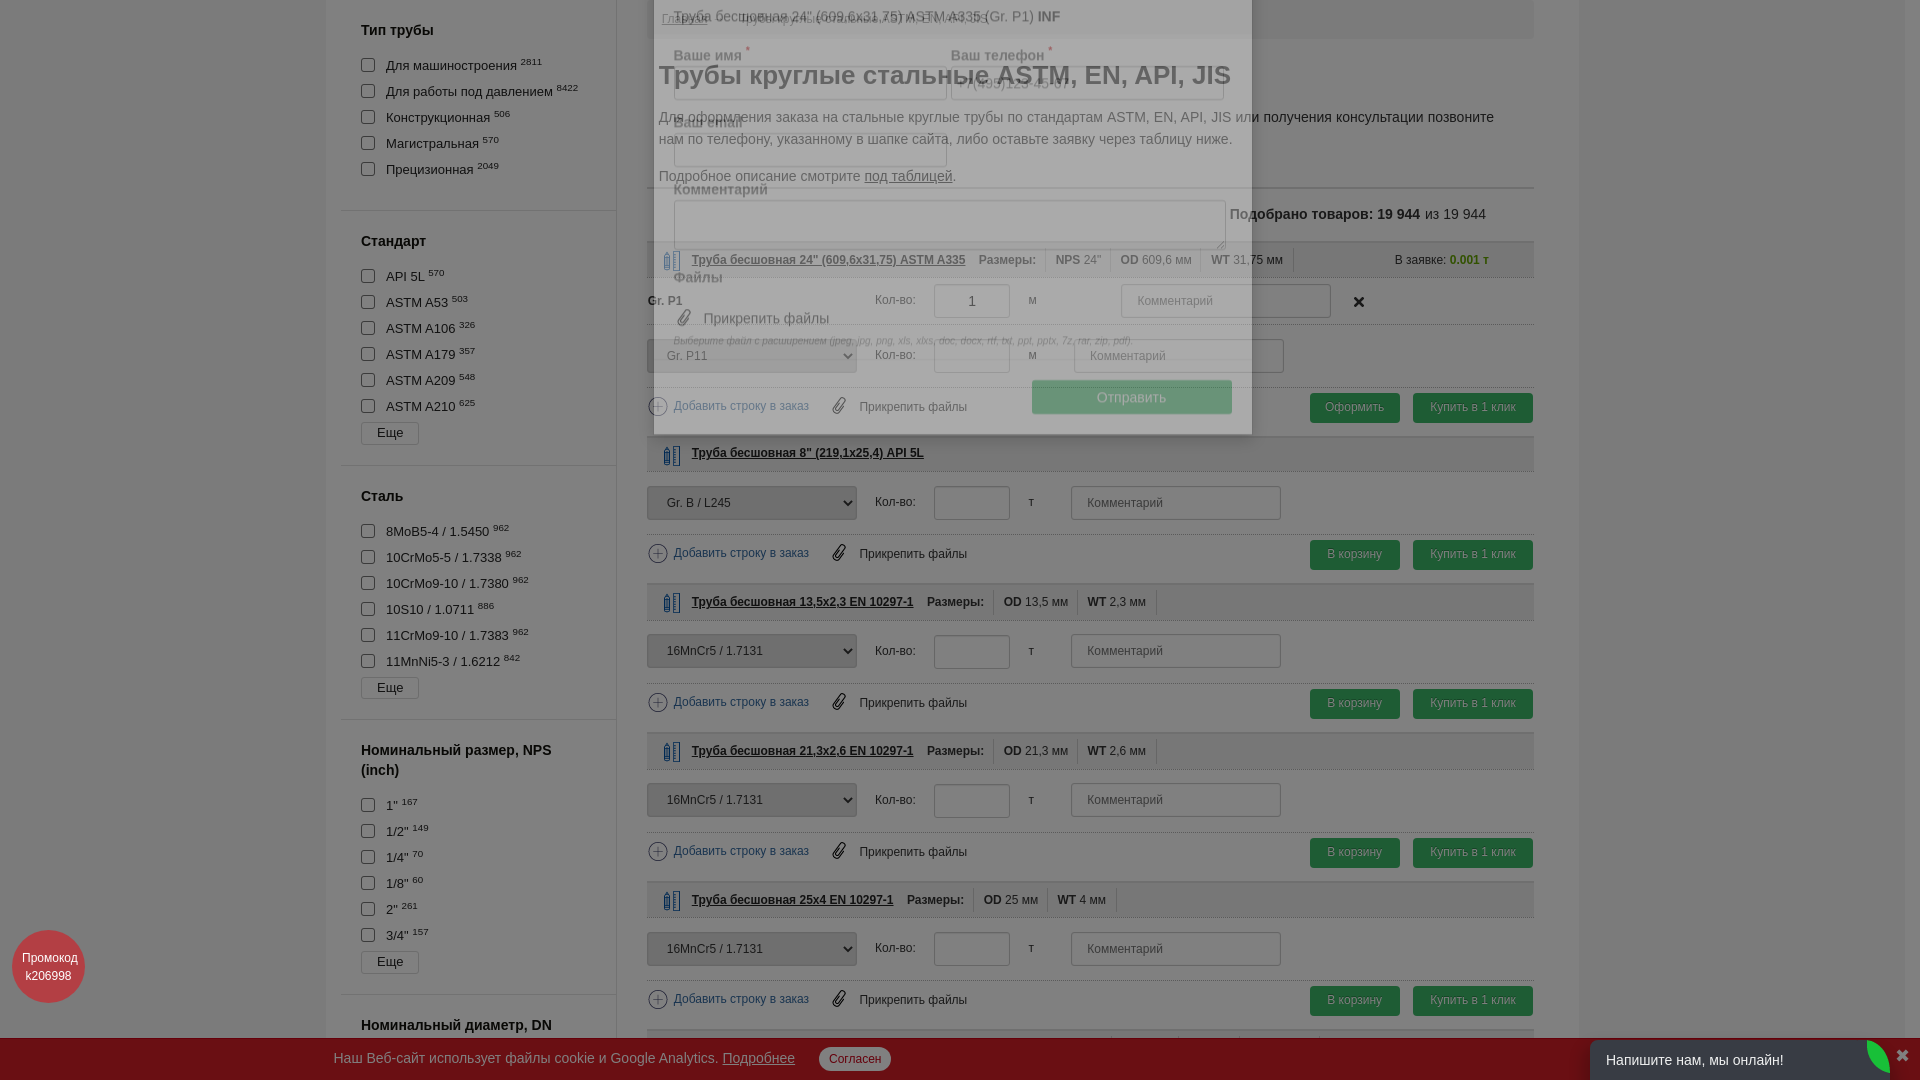 Тип трубы
Для машиностроения 2811
Для работы под давлением 8422
Конструкционная 506
Магистральная 570
Прецизионная 2049
Стандарт
API 5L 570
ASTM A53 503
ASTM A106 326
ASTM A179 357
ASTM A209 548
ASTM A210 625
Еще
Сталь
8MoB5-4 / 1.5450 962
10CrMo5-5 / 1.7338 962
10CrMo9-10 / 1.7380 962
10S10 / 1.0711 886
11CrMo9-10 / 1.7383 962
11MnNi5-3 / 1.6212 842
Еще
Номинальный размер, NPS
(inch)
1" 167
1/2" 149
1/4" 70
1/8" 60
2" 261
3/4" 157
Еще
Номинальный диаметр, DN
Труба бесшовная 24" (609,6x31,75) ASTM A335 (Gr. P1) INF
Главная
Ваше имя * Ваш телефон *
+7(495)123-45-67
Ваш email
Комментарий
Файлы
Прикрепить файлы
Выберите файл с расширением (jpeg, jpg, png, xls, xlsx, doc, docx, rtf, txt, ppt, pptx, 7z, rar, zip, pdf).
Отправить
Трубы круглые стальные ASTM, EN, API, JIS
Для оформления заказа на стальные круглые трубы по стандартам ASTM, EN, API, JIS или получения консультации позвоните
нам по телефону, указанному в шапке сайта, либо оставьте заявку через таблицу ниже.
Подробное описание смотрите под таблицей.
Подобрано товаров: 19 944 из 19 944
Труба бесшовная 24" (609,6x31,75) ASTM A335 Размеры: NPS 24" OD 609,6 мм WT 31,75 мм В заявке: 0.001 т
Gr. P1 Кол-во: 1 м Комментарий
Gr. P11 Кол-во: м Комментарий
Добавить строку в заказ Прикрепить файлы Оформить Купить в 1 клик
Труба бесшовная 8" (219,1x25,4) API 5L
Gr. B / L245 Кол-во: т Комментарий
Добавить строку в заказ Прикрепить файлы В корзину Купить в 1 клик
Труба бесшовная 13,5x2,3 EN 10297-1 Размеры: OD 13,5 мм WT 2,3 мм
16MnCr5 / 1.7131 Кол-во: т Комментарий
Добавить строку в заказ Прикрепить файлы В корзину Купить в 1 клик
Труба бесшовная 21,3x2,6 EN 10297-1 Размеры: OD 21,3 мм WT 2,6 мм
16MnCr5 / 1.7131 Кол-во: т Комментарий
Добавить строку в заказ Прикрепить файлы В корзину Купить в 1 клик
Труба бесшовная 25x4 EN 10297-1 Размеры: OD 25 мм WT 4 мм
16MnCr5 / 1.7131 Кол-во: т Комментарий
Добавить строку в заказ Прикрепить файлы В корзину Купить в 1 клик
Промокод
k206998
Наш Веб-сайт использует файлы cookie и Google Analytics. Подробнее Согласен
Напишите нам, мы онлайн!